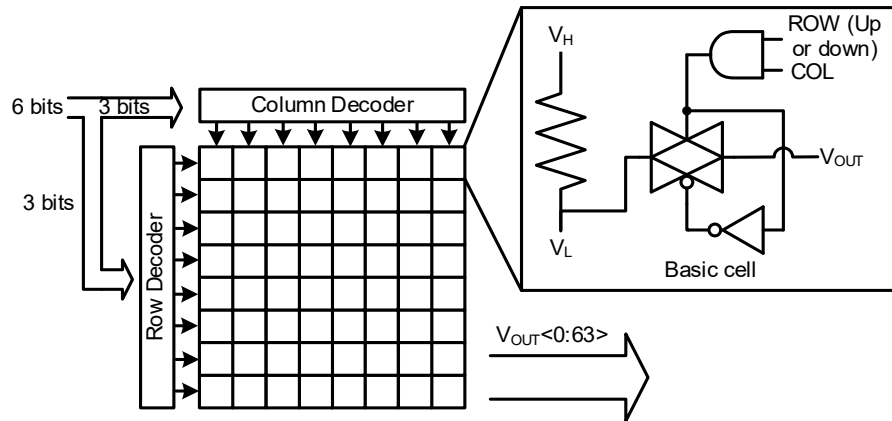 6 bits
3 bits
Column Decoder
3 bits
Row Decoder
V_H
ROW (Up
or down)
COL
V_OUT
V_L
Basic cell
V_OUT<0:63>